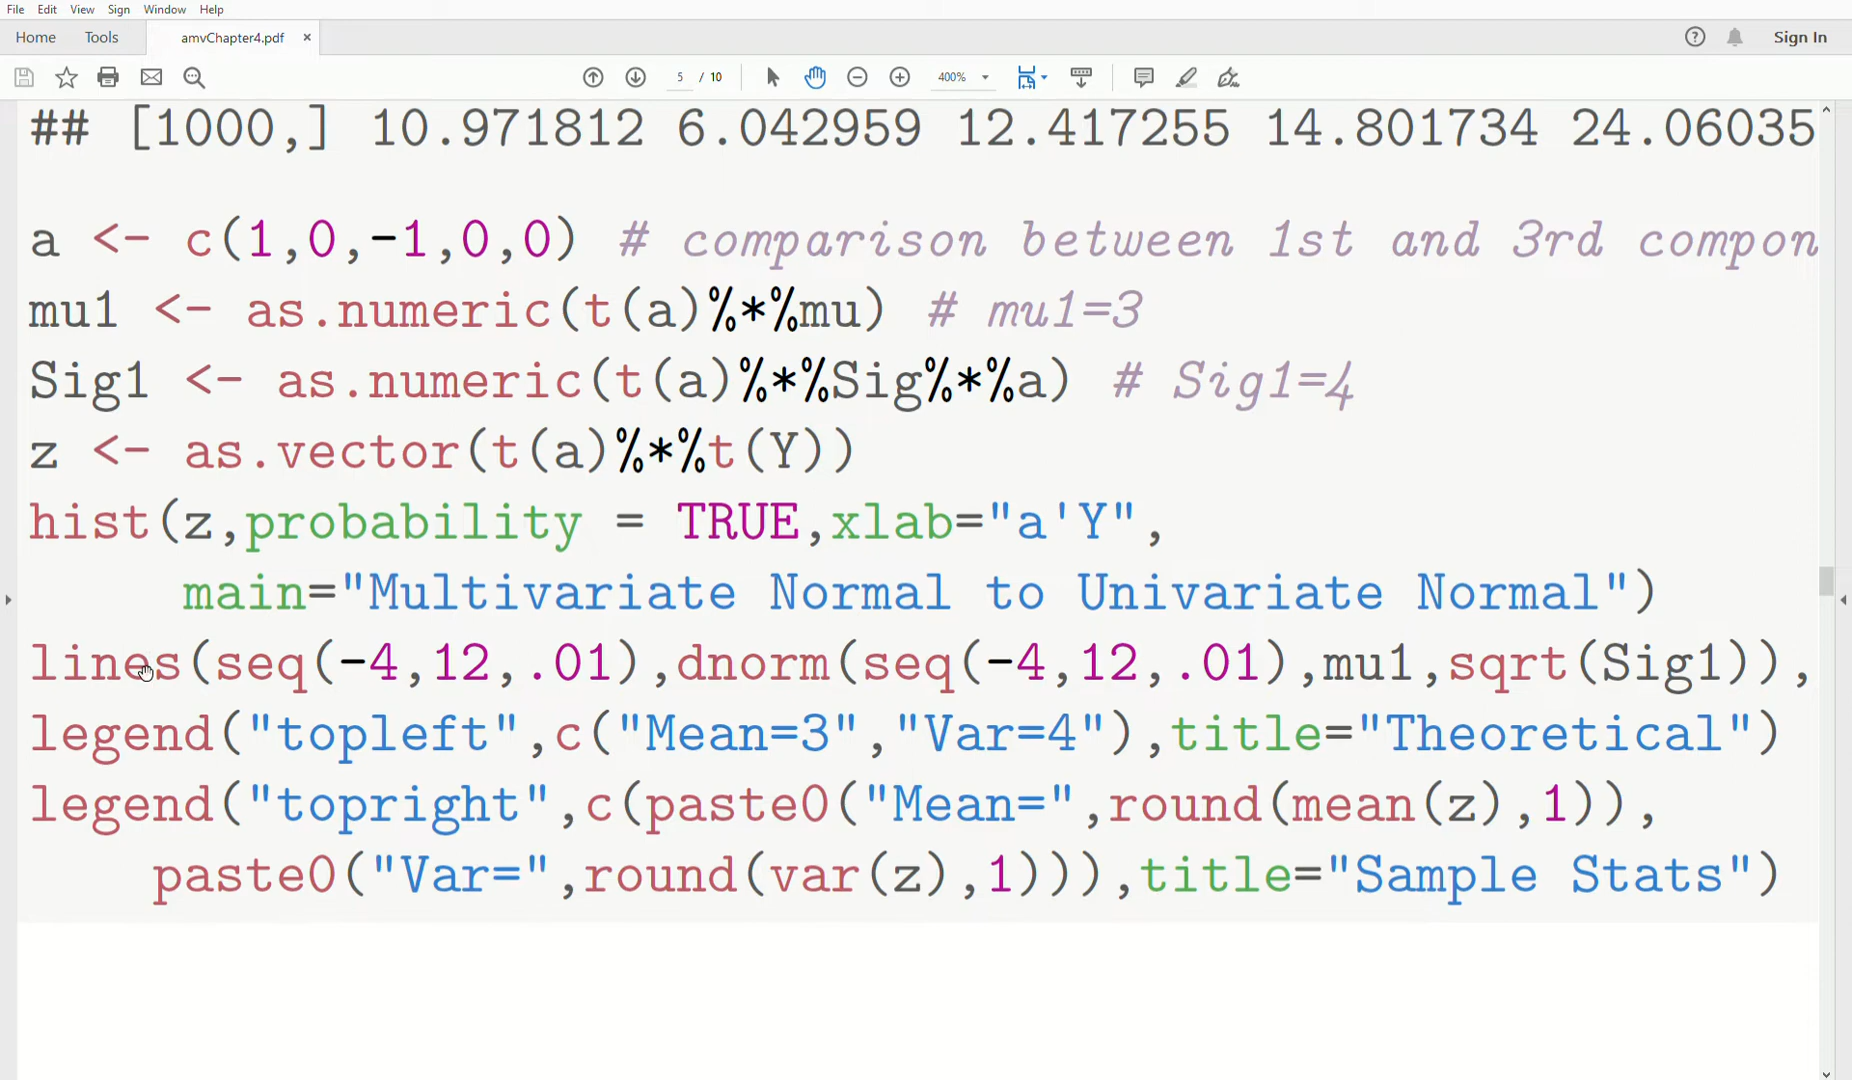 File Edit View Sign Window Help
Home Tools amvChapter4.pdf × Sign In
5 / 10 400%
## [1000,] 10.971812 6.042959 12.417255 14.801734 24.06035
a <- c(1,0,-1,0,0) # comparison between 1st and 3rd compon
mu1 <- as.numeric(t(a)%*%mu) # mu1=3
Sig1 <- as.numeric(t(a)%*%Sig%*%a) # Sig1=4
z <- as.vector(t(a)%*%t(Y))
hist(z,probability = TRUE,xlab="a'Y",
main="Multivariate Normal to Univariate Normal")
lines(seq(-4,12,.01),dnorm(seq(-4,12,.01),mu1,sqrt(Sig1)),
legend("topleft",c("Mean=3","Var=4"),title="Theoretical")
legend("topright",c(paste0("Mean=",round(mean(z),1)),
paste0("Var=",round(var(z),1))),title="Sample Stats")